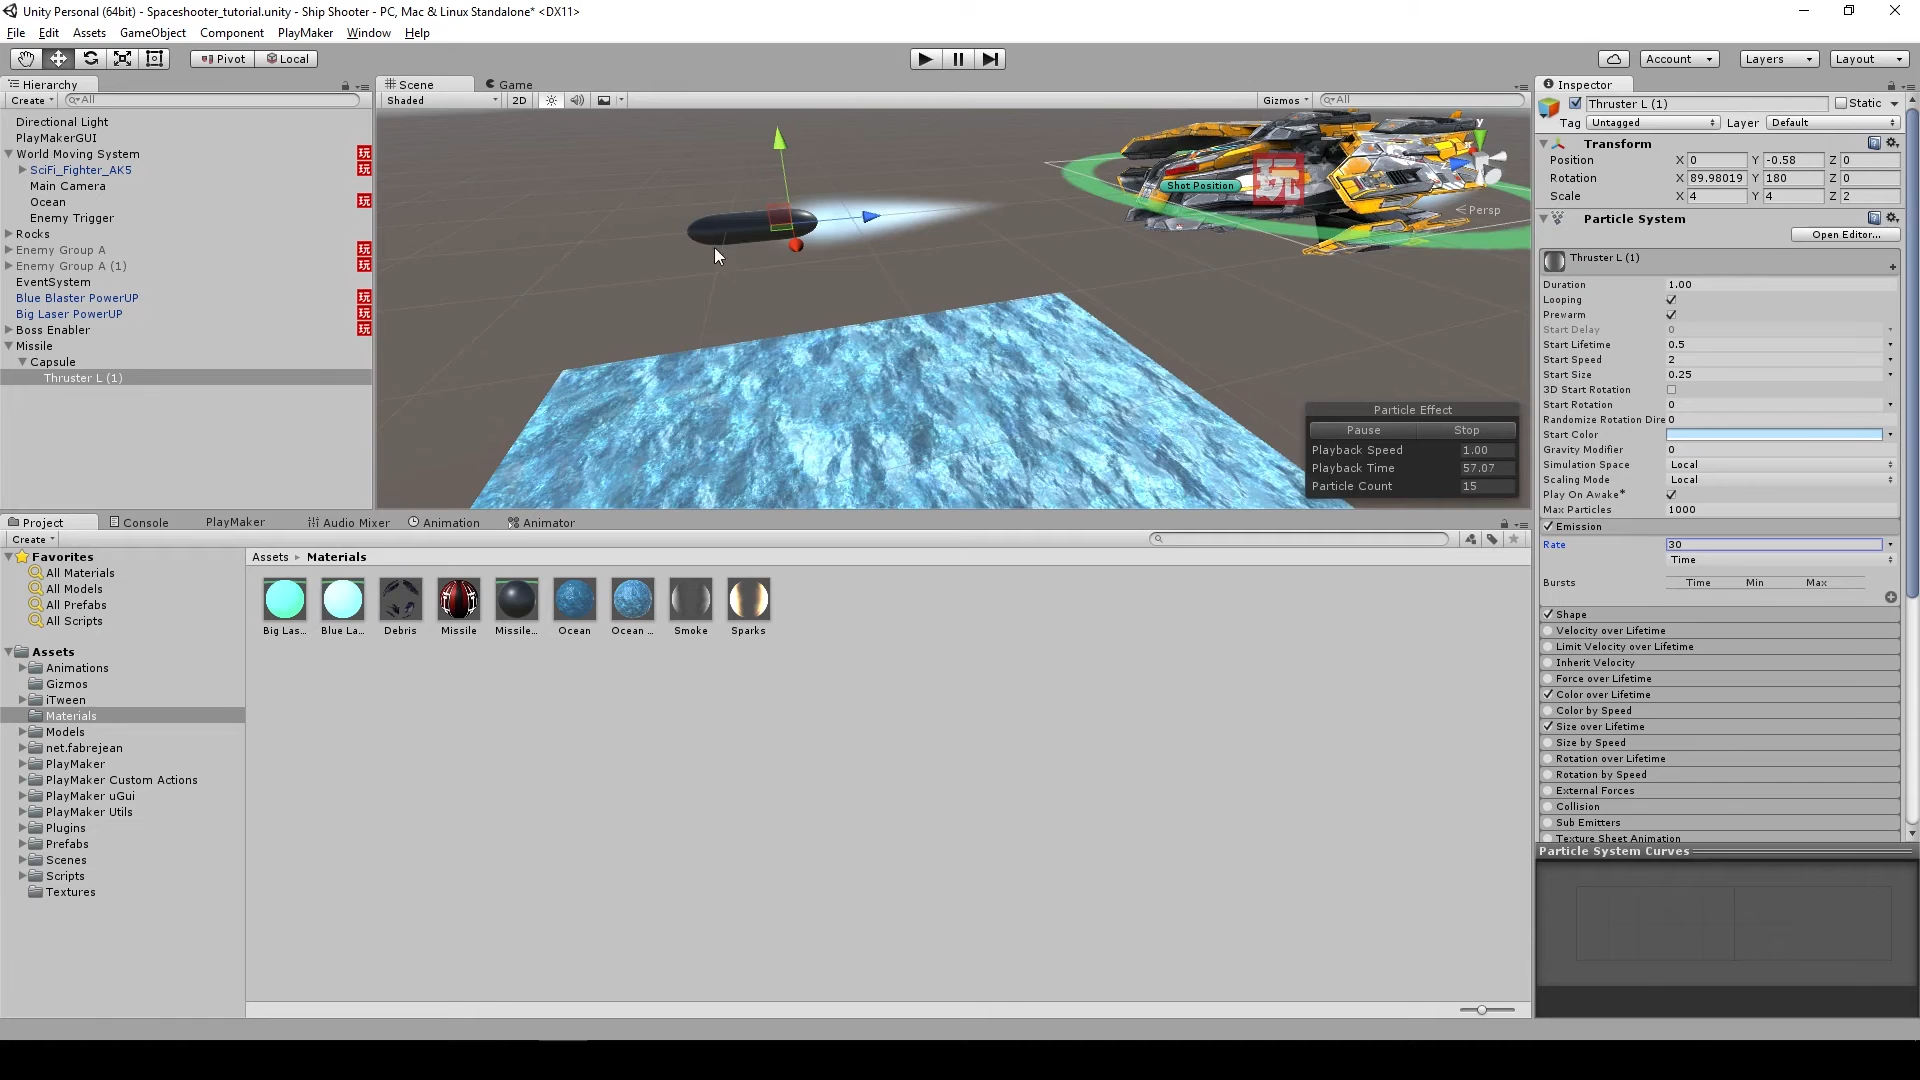 Unity Personal (64bit) - Spaceshooter_tutorial.unity - Ship Shooter - PC, Mac & Linux Standalone* <DX11>
File Edit Assets GameObject Component PlayMaker Window Help
Pivot Local Account Layers Layout
Hierarchy
Create All
Directional Light
PlayMakerGUI
World Moving System 玩
SciFi_Fighter_AK5 玩
Main Camera
Ocean 玩
Enemy Trigger
Rocks
Enemy Group A 玩
Enemy Group A (1) 玩
EventSystem
Blue Blaster PowerUP 玩
Big Laser PowerUP 玩
Boss Enabler 玩
Missile
Capsule
Thruster L (1)
Scene Game
Shaded 2D Gizmos All
Shot Position
玩
y
Persp
Particle Effect
Pause Stop
Playback Speed 1.00
Playback Time 57.07
Particle Count 15
Inspector
Thruster L (1) Static
Tag Untagged Layer Default
Transform
Position X 0 Y -0.58 Z 0
Rotation X 89.98019 Y 180 Z 0
Scale X 4 Y 4 Z 2
Particle System
Open Editor...
Thruster L (1)
Duration 1.00
Looping
Prewarm
Start Delay 0
Start Lifetime 0.5
Start Speed 2
Start Size 0.25
3D Start Rotation
Start Rotation 0
Randomize Rotation Dire 0
Start Color
Gravity Modifier 0
Simulation Space Local
Scaling Mode Local
Play On Awake*
Max Particles 1000
Emission
Rate 30
Time
Bursts Time Min Max
Shape
Velocity over Lifetime
Limit Velocity over Lifetime
Inherit Velocity
Force over Lifetime
Color over Lifetime
Color by Speed
Size over Lifetime
Size by Speed
Rotation over Lifetime
Rotation by Speed
External Forces
Collision
Sub Emitters
Texture Sheet Animation
Particle System Curves
Project Console PlayMaker Audio Mixer Animation Animator
Create
Favorites
All Materials
All Models
All Prefabs
All Scripts
Assets
Animations
Gizmos
iTween
Materials
Models
net.fabrejean
PlayMaker
PlayMaker Custom Actions
PlayMaker uGui
PlayMaker Utils
Plugins
Prefabs
Scenes
Scripts
Textures
Assets Materials
Big Las... Blue La... Debris Missile Missile... Ocean Ocean ... Smoke Sparks